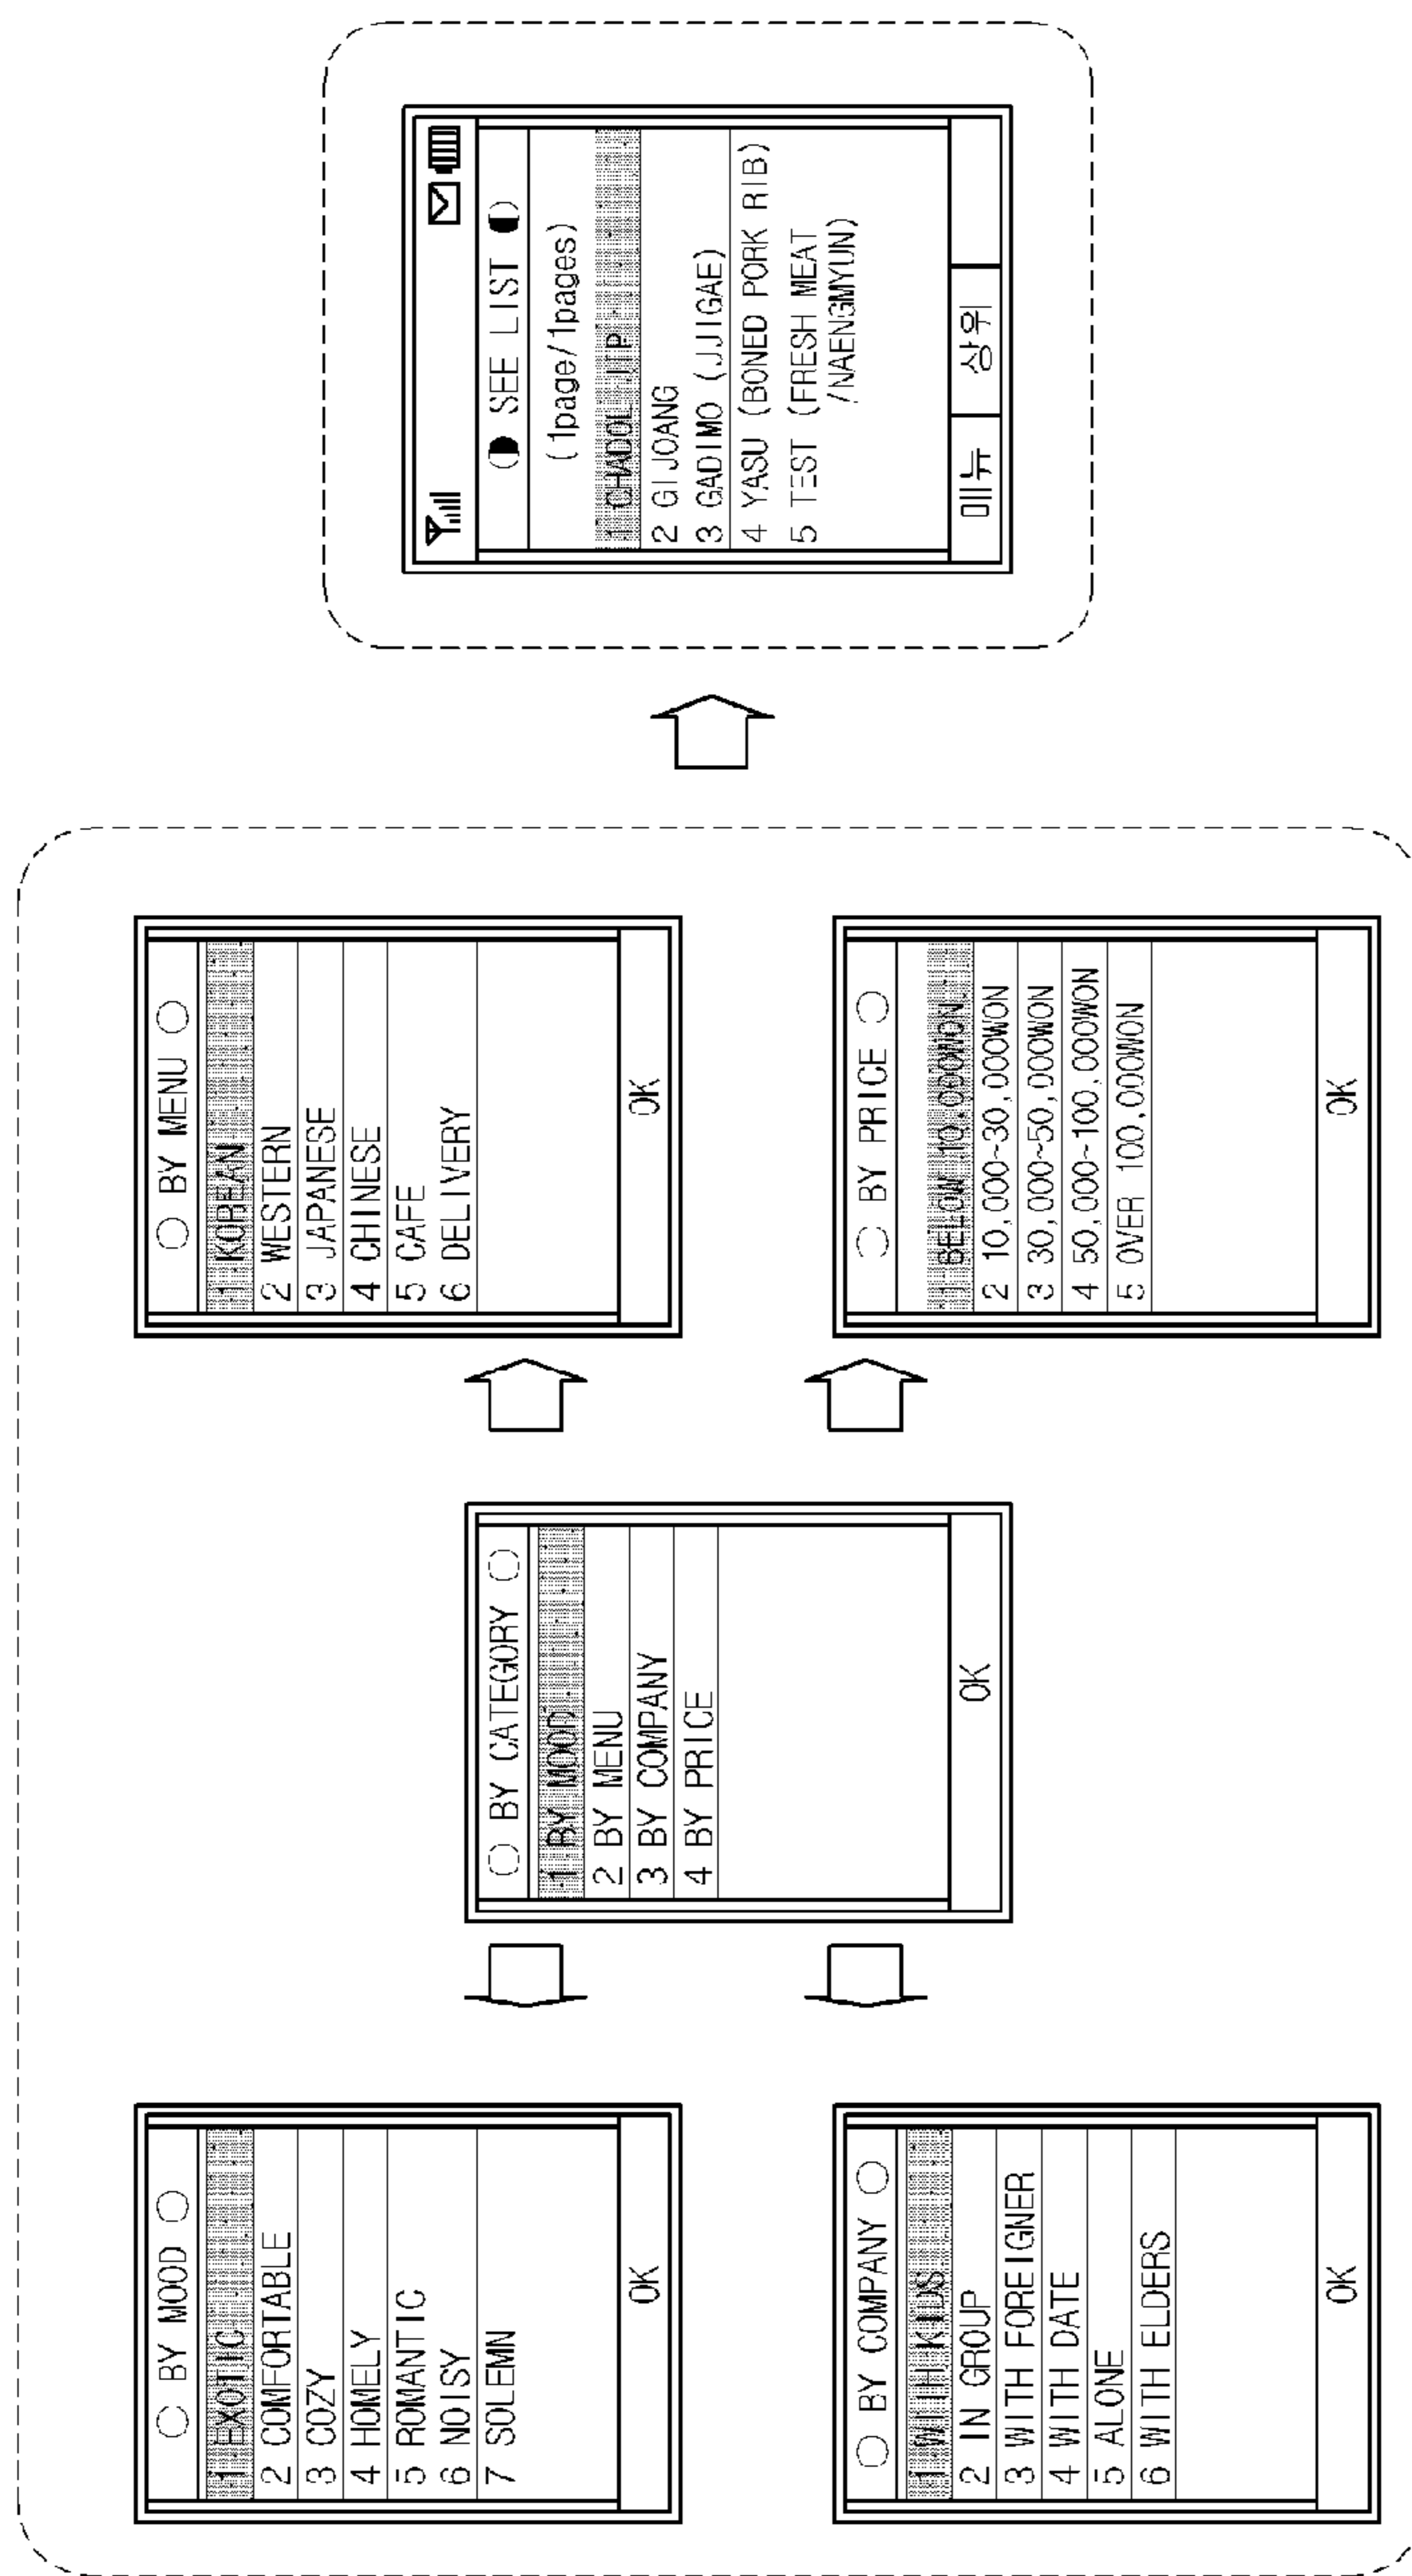 ○ BY MOOD ○
1 EXOTIC
2 COMFORTABLE
3 COZY
4 HOMELY
5 ROMANTIC
6 NOISY
7 SOLEMN
OK
○ BY COMPANY ○
1 WITH KIDS
2 IN GROUP
3 WITH FOREIGNER
4 WITH DATE
5 ALONE
6 WITH ELDERS
OK
○ BY CATEGORY ○
1 BY MOOD
2 BY MENU
3 BY COMPANY
4 BY PRICE
OK
○ BY MENU ○
1 KOREAN
2 WESTERN
3 JAPANESE
4 CHINESE
5 CAFE
6 DELIVERY
OK
○ BY PRICE ○
1 BELOW 10,000WON
2 10,000~30,000WON
3 30,000~50,000WON
4 50,000~100,000WON
5 OVER 100,000WON
OK
(◗ SEE LIST ◖)
(1page/1pages)
1 CHADOLJIP
2 GIJOANG
3 GADIMO (JJIGAE)
4 YASU (BONED PORK RIB)
5 TEST (FRESH MEAT
/NAENGMYUN)
메뉴 상위